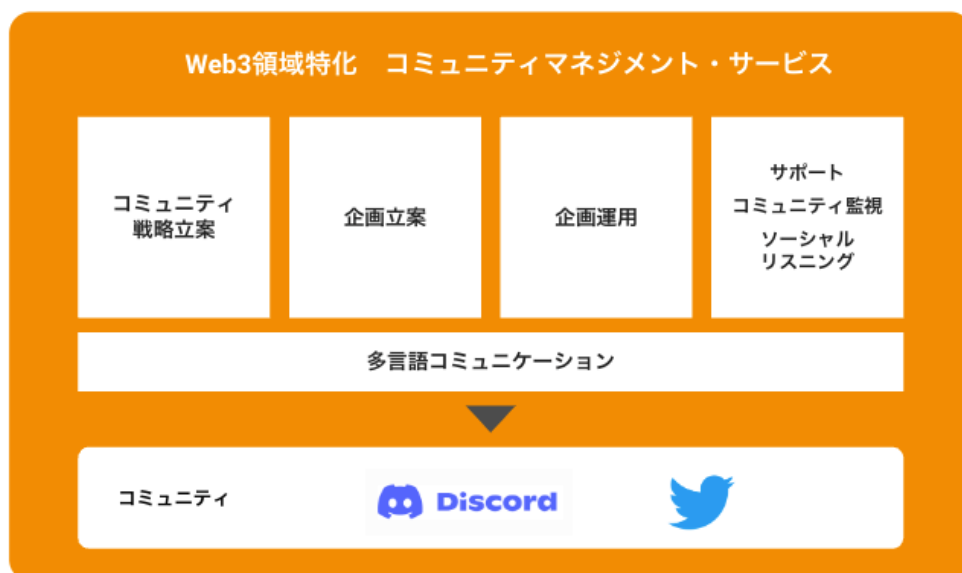 Web3領域特化　コミュニティマネジメント・サービス
コミュニティ
戦略立案
企画立案
企画運用
サポート
コミュニティ監視
ソーシャル
リスニング
多言語コミュニケーション
コミュニティ
Discord